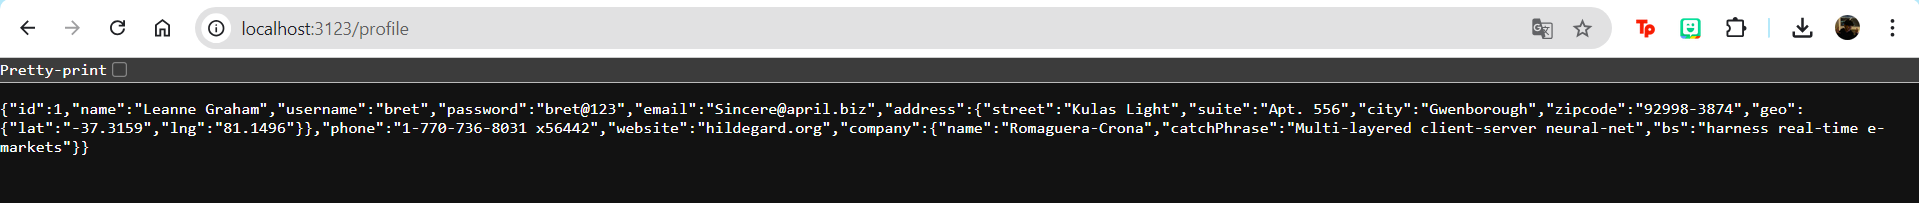 localhost:3123/profile
Tp
Pretty-print
{"id":1,"name":"Leanne Graham","username":"bret","password":"bret@123","email":"Sincere@april.biz","address":{"street":"Kulas Light","suite":"Apt. 556","city":"Gwenborough","zipcode":"92998-3874","geo":
{"lat":"-37.3159","lng":"81.1496"}},"phone":"1-770-736-8031 x56442","website":"hildegard.org","company":{"name":"Romaguera-Crona","catchPhrase":"Multi-layered client-server neural-net","bs":"harness real-time e-
markets"}}